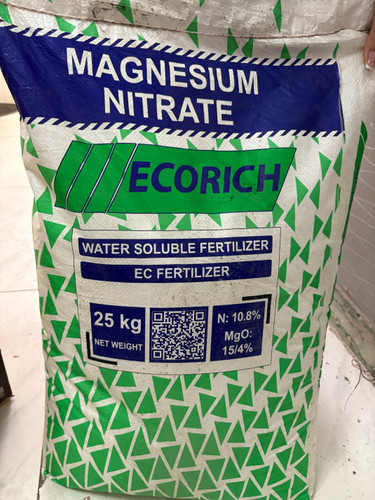 MAGNESIUM
NITRATE
ECORICH
WATER SOLUBLE FERTILIZER
EC FERTILIZER
25 kg
NET WEIGHT
N: 10.8%
MgO:
15/4%